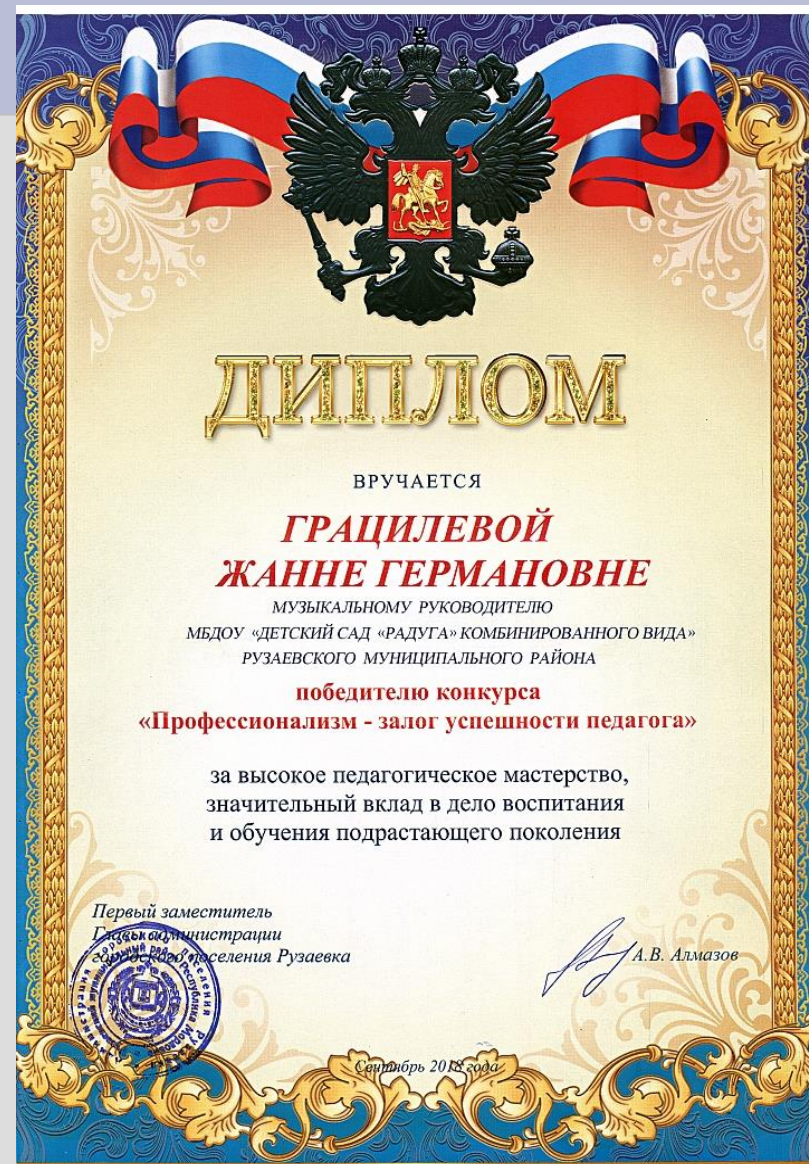 ДИПЛОМ
ВРУЧАЕТСЯ
ГРАЦИЛЕВОЙ
ЖАННЕ ГЕРМАНОВНЕ
МУЗЫКАЛЬНОМУ РУКОВОДИТЕЛЮ
МБДОУ «ДЕТСКИЙ САД «РАДУГА» КОМБИНИРОВАННОГО ВИДА»
РУЗАЕВСКОГО МУНИЦИПАЛЬНОГО РАЙОНА
победителю конкурса
«Профессионализм - залог успешности педагога»
за высокое педагогическое мастерство,
значительный вклад в дело воспитания
и обучения подрастающего поколения
Первый заместитель
Главы администрации
городского поселения Рузаевка
А.В. Алмазов
Сентябрь 2018 года